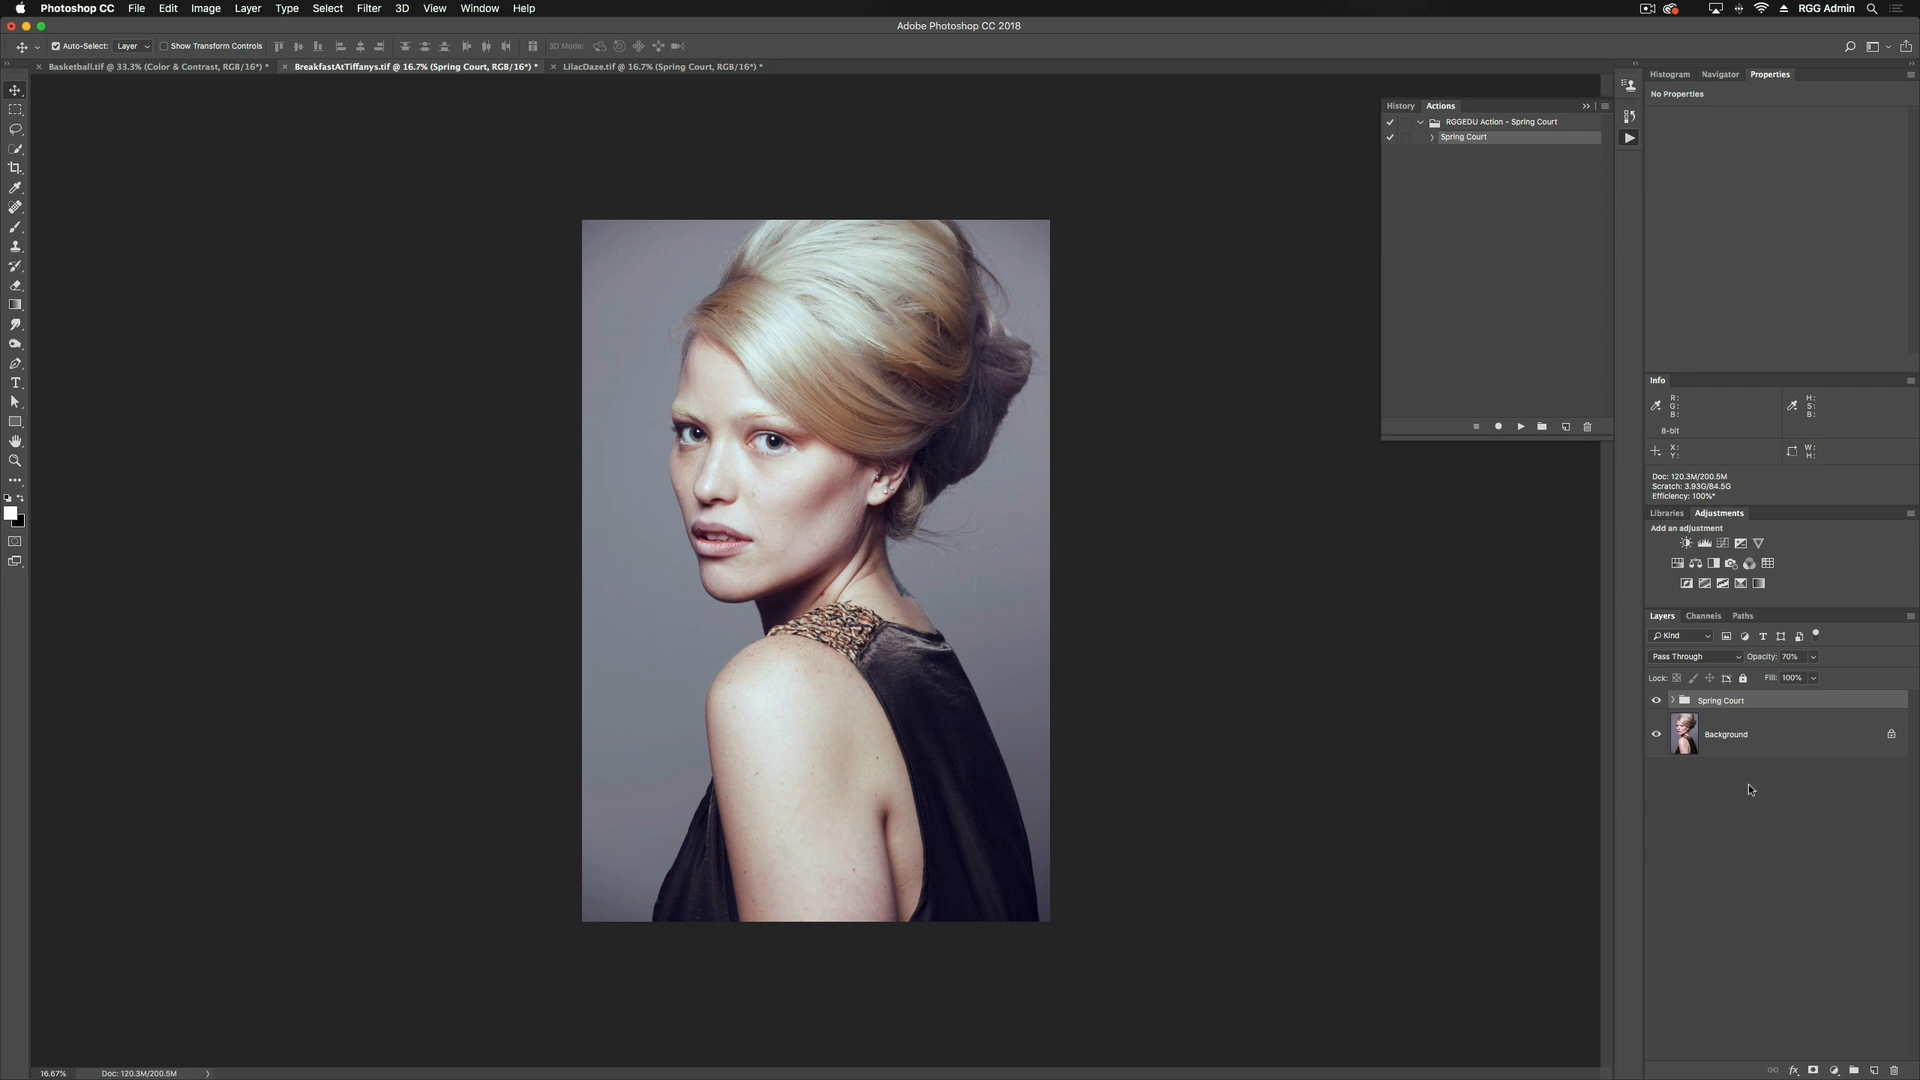 Photoshop CC File Edit Image Layer Type Select Filter 3D View Window Help RGG Admin
Adobe Photoshop CC 2018
Auto-Select: Layer Show Transform Controls 3D Mode:
Basketball.tif @ 33.3% (Color & Contrast, RGB/16*) * BreakfastAtTiffanys.tif @ 16.7% (Spring Court, RGB/16*) * LilacDaze.tif @ 16.7% (Spring Court, RGB/16*) *
Histogram Navigator Properties
No Properties
History Actions
RGGEDU Action - Spring Court
Spring Court
Info
R: H:
G: S:
B: B:
8-bit
X: W:
Y: H:
Doc: 120.3M/200.5M
Scratch: 3.93G/84.5G
Efficiency: 100%*
Libraries Adjustments
Add an adjustment
Layers Channels Paths
Kind
Pass Through Opacity: 70%
Lock: Fill: 100%
Spring Court
Background
16.67% Doc: 120.3M/200.5M